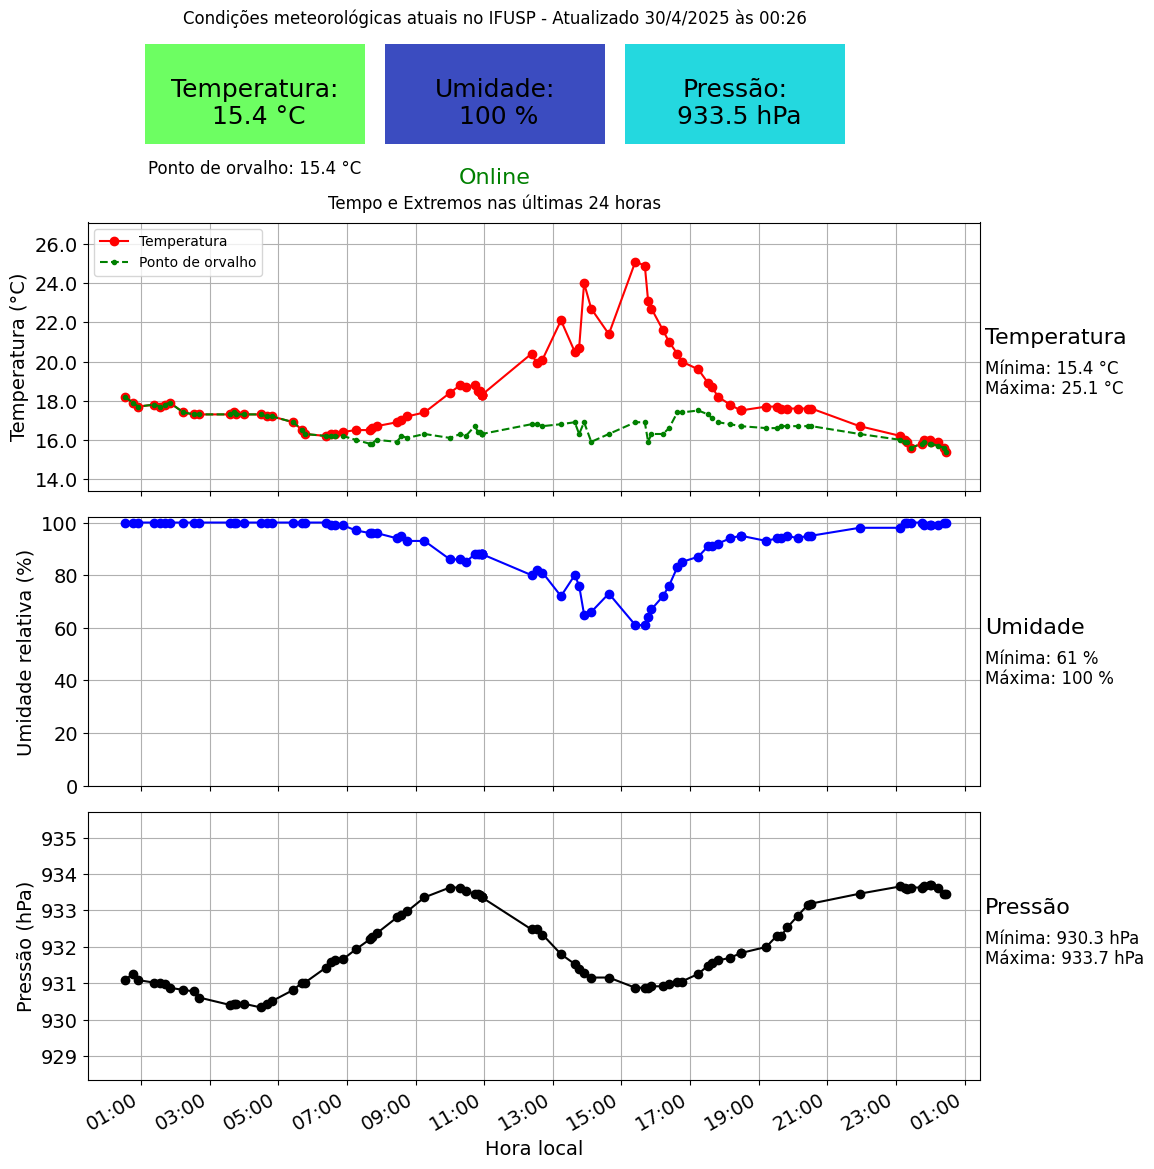 Condições meteorológicas atuais no IFUSP - Atualizado 30/4/2025 às 00:26
Temperatura:
15.4 °C
Umidade:
100 %
Pressão:
933.5 hPa
Ponto de orvalho: 15.4 °C
Online
Tempo e Extremos nas últimas 24 horas
Temperatura (°C)
26.0
24.0
22.0
20.0
18.0
16.0
14.0
Temperatura
Ponto de orvalho
Temperatura
Mínima: 15.4 °C
Máxima: 25.1 °C
Umidade relativa (%)
100
80
60
40
20
0
Umidade
Mínima: 61 %
Máxima: 100 %
Pressão (hPa)
935
934
933
932
931
930
929
Pressão
Mínima: 930.3 hPa
Máxima: 933.7 hPa
01:00
03:00
05:00
07:00
09:00
11:00
13:00
15:00
17:00
19:00
21:00
23:00
01:00
Hora local